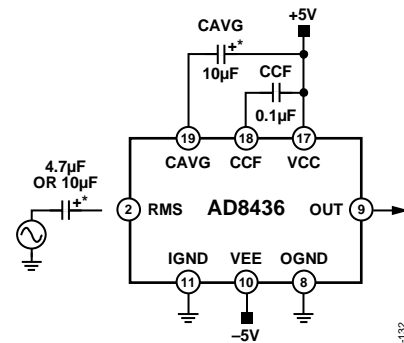 CAVG
+5V
+*
10µF
CCF
0.1µF
19
18
17
CAVG
CCF
VCC
4.7µF
OR 10µF
+*
2
RMS
AD8436
OUT
9
IGND
VEE
OGND
11
10
8
–5V
-132